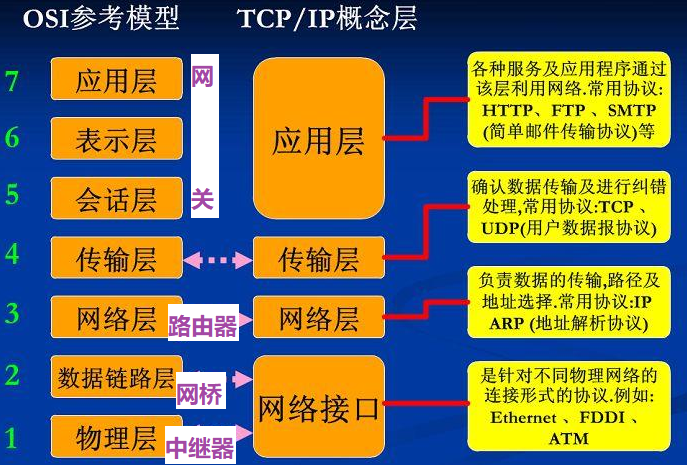 OSI参考模型
TCP/IP概念层
7
应用层
网
6
表示层
5
会话层
关
应用层
各种服务及应用程序通过
该层利用网络.常用协议:
HTTP、FTP 、SMTP
(简单邮件传输协议)等
4
传输层
传输层
确认数据传输及进行纠错
处理,常用协议:TCP 、
UDP(用户数据报协议)
3
网络层
路由器
网络层
负责数据的传输,路径及
地址选择.常用协议:IP
ARP (地址解析协议)
2
数据链路层
网桥
1
物理层
中继器
网络接口
是针对不同物理网络的
连接形式的协议.例如:
Ethernet 、FDDI 、
ATM